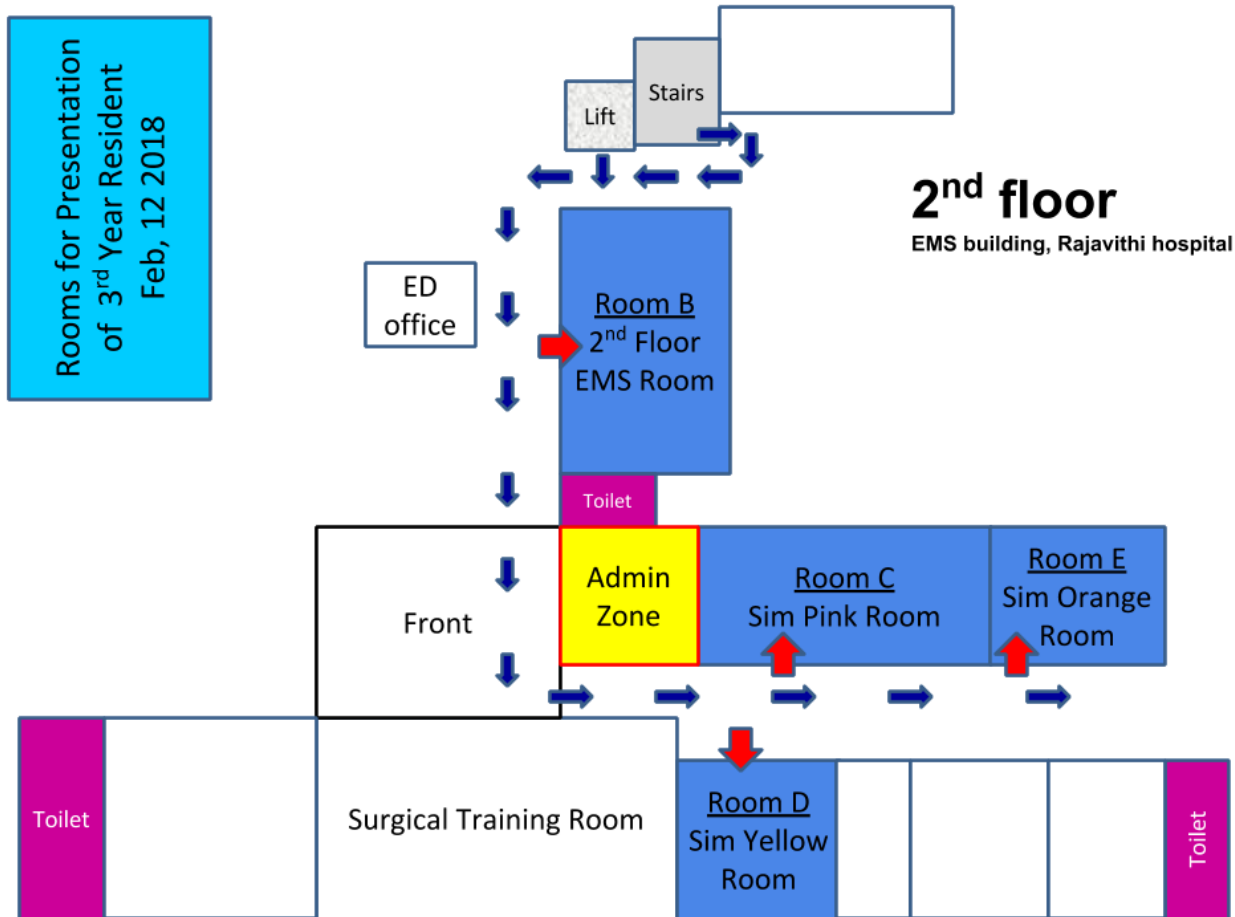 Rooms for Presentation
of 3rd Year Resident
Feb, 12 2018
Stairs
Lift
2nd floor
EMS building, Rajavithi hospital
ED
office
Room B
2nd Floor
EMS Room
Toilet
Front
Admin
Zone
Room C
Sim Pink Room
Room E
Sim Orange
Room
Toilet
Surgical Training Room
Room D
Sim Yellow
Room
Toilet